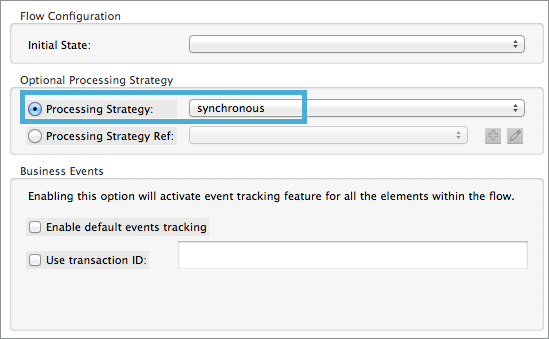 Flow Configuration
Initial State:
Optional Processing Strategy
Processing Strategy: synchronous
Processing Strategy Ref:
Business Events
Enabling this option will activate event tracking feature for all the elements within the flow.
Enable default events tracking
Use transaction ID: